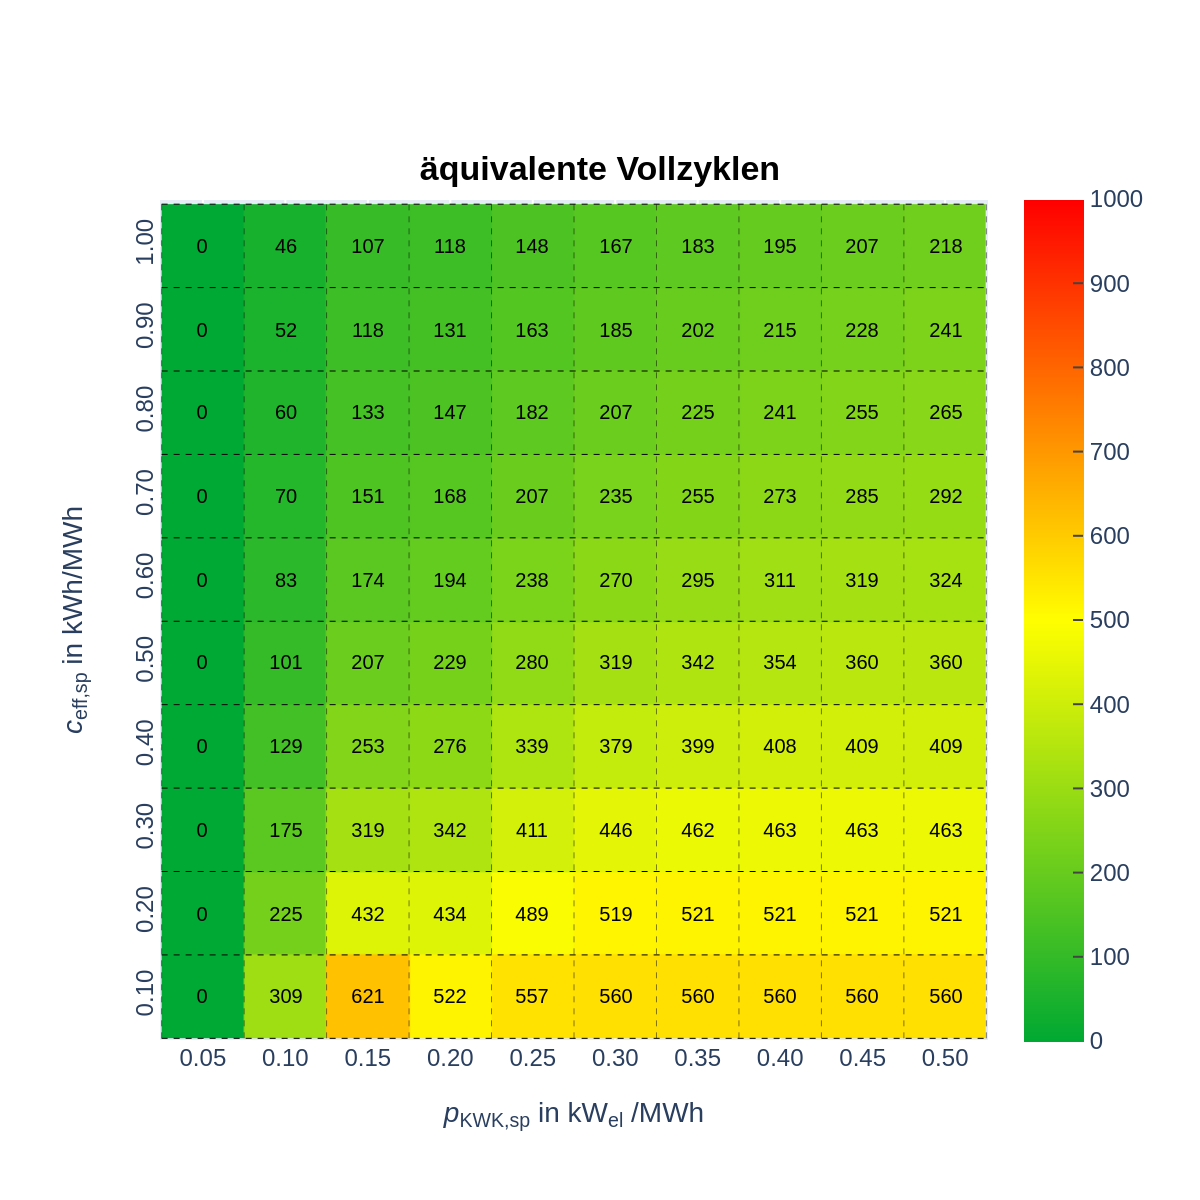 äquivalente Vollzyklen
1.00 0 46 107 118 148 167 183 195 207 218
0.90 0 52 118 131 163 185 202 215 228 241
0.80 0 60 133 147 182 207 225 241 255 265
0.70 0 70 151 168 207 235 255 273 285 292
0.60 0 83 174 194 238 270 295 311 319 324
0.50 0 101 207 229 280 319 342 354 360 360
0.40 0 129 253 276 339 379 399 408 409 409
0.30 0 175 319 342 411 446 462 463 463 463
0.20 0 225 432 434 489 519 521 521 521 521
0.10 0 309 621 522 557 560 560 560 560 560
0.05 0.10 0.15 0.20 0.25 0.30 0.35 0.40 0.45 0.50
p KWK,sp in kW el /MWh
c eff,sp in kWh/MWh
1000
900
800
700
600
500
400
300
200
100
0